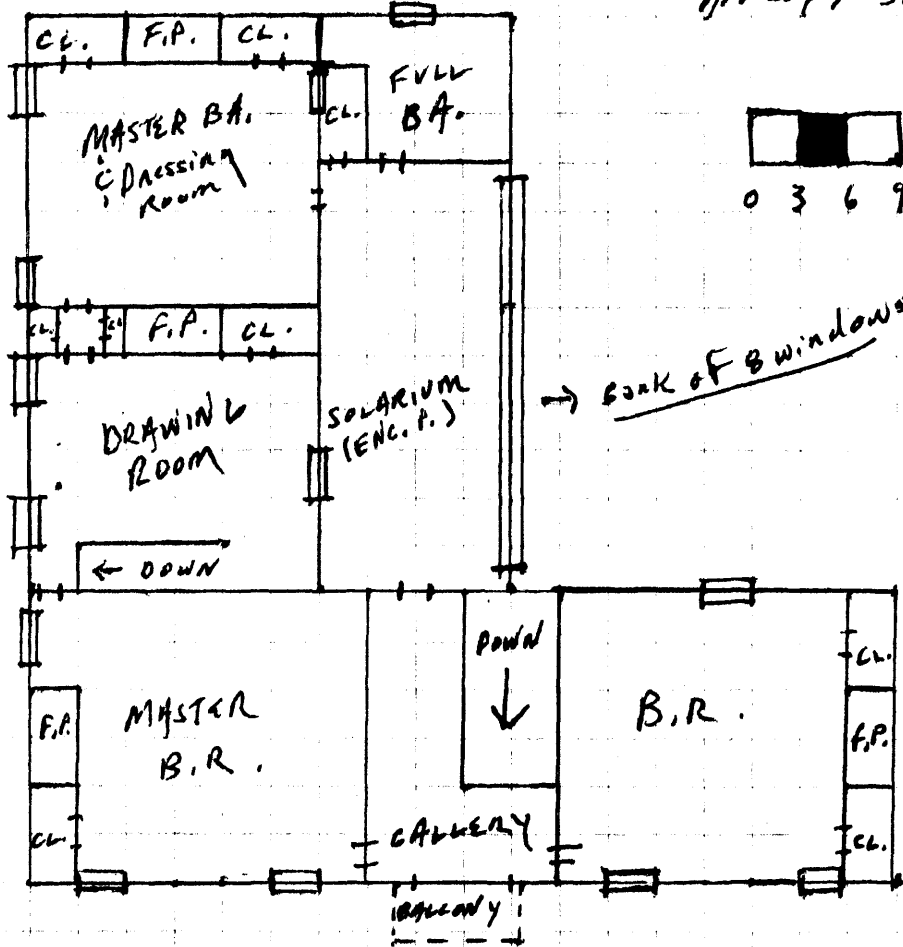 CL. F.P. CL.
FULL
BA.
CL.
MASTER BA.
& DRESSING
ROOM
0 3 6 9
CL. CL F.P. CL.
→ Bank of 8 windows
SOLARIUM
(ENC. P.)
DRAWING
ROOM
← DOWN
DOWN
↓
CL.
F.P.
MASTER
B.R.
B.R.
F.P.
CL.
GALLERY
CL.
BALCONY